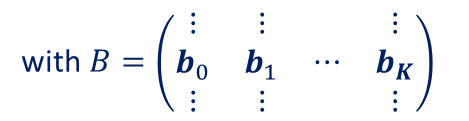 ⋮ ⋮ ⋮
with B = ( b₀ b₁ ⋯ b_K )
⋮ ⋮ ⋮